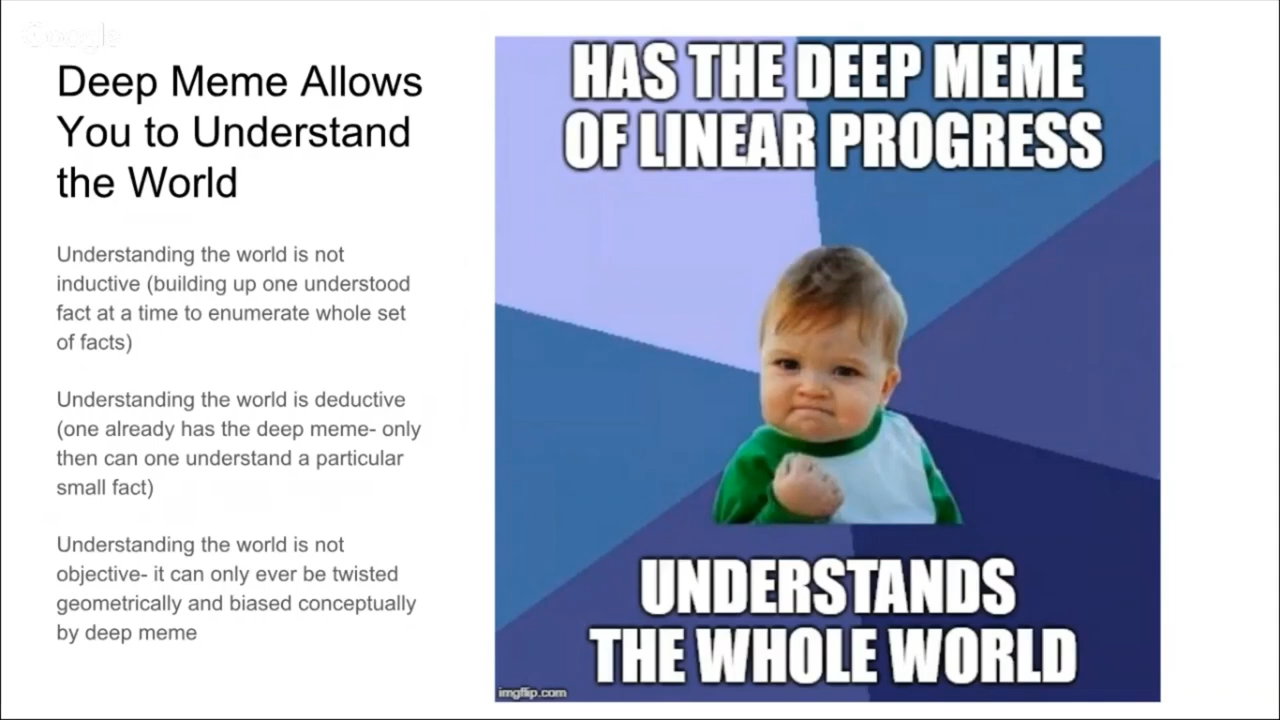 Google
Deep Meme Allows
You to Understand
the World
Understanding the world is not
inductive (building up one understood
fact at a time to enumerate whole set
of facts)
Understanding the world is deductive
(one already has the deep meme- only
then can one understand a particular
small fact)
Understanding the world is not
objective- it can only ever be twisted
geometrically and biased conceptually
by deep meme
HAS THE DEEP MEME
OF LINEAR PROGRESS
UNDERSTANDS
THE WHOLE WORLD
imgflip.com